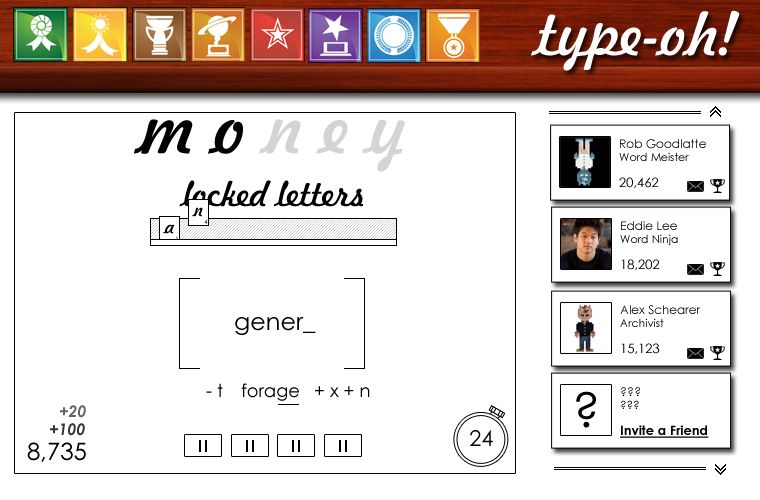 type-oh!
money
locked letters
a
n
gener_
- t forage + x + n
+20
+100
8,735
24
Rob Goodlatte
Word Meister
20,462
Eddie Lee
Word Ninja
18,202
Alex Schearer
Archivist
15,123
?
???
???
Invite a Friend